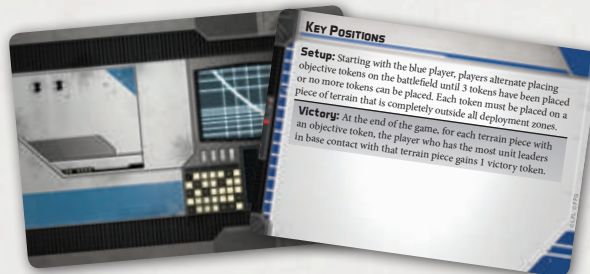 KEY POSITIONS
Setup: Starting with the blue player, players alternate placing
objective tokens on the battlefield until 3 tokens have been placed
or no more tokens can be placed. Each token must be placed on a
piece of terrain that is completely outside all deployment zones.
Victory: At the end of the game, for each terrain piece with
an objective token, the player who has the most unit leaders
in base contact with that terrain piece gains 1 victory token.